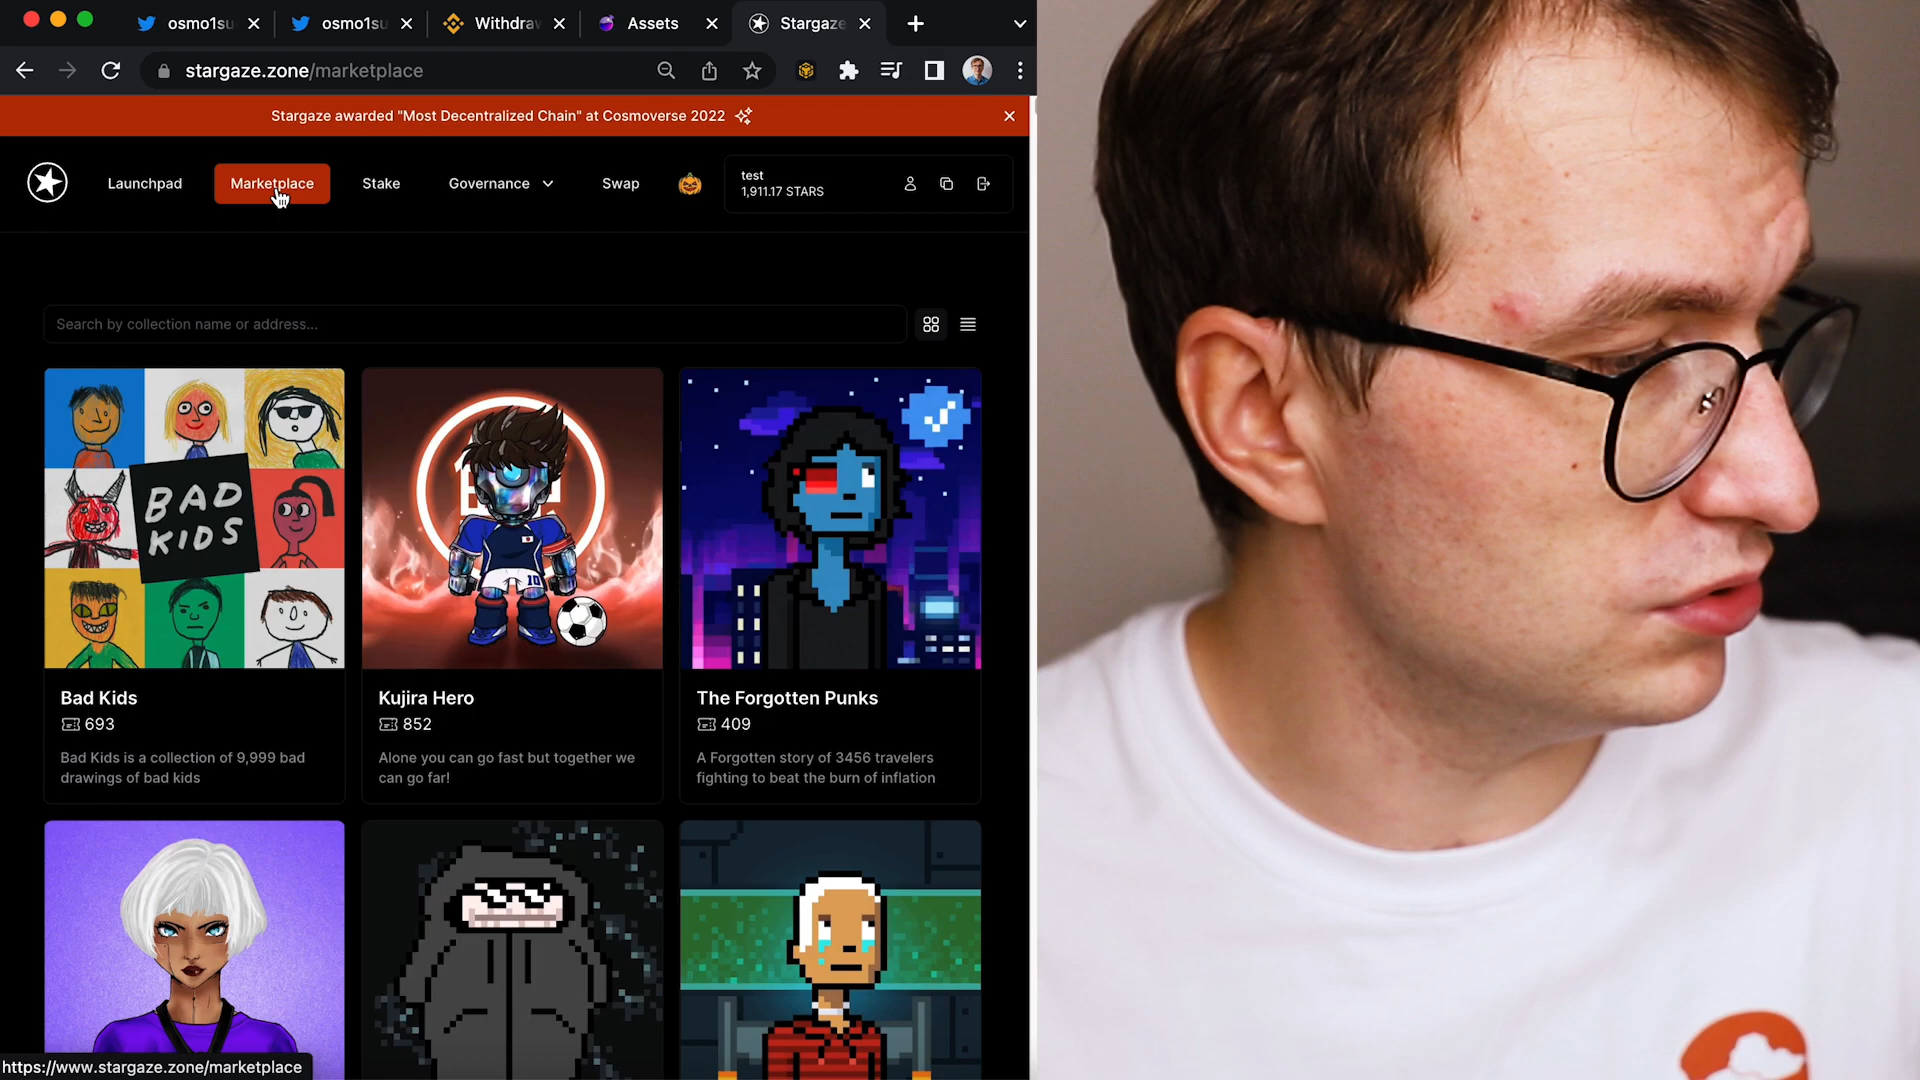 osmo1su
osmo1su
Withdraw
Assets
Stargaze
stargaze.zone/marketplace
Stargaze awarded "Most Decentralized Chain" at Cosmoverse 2022
Launchpad
Marketplace
Stake
Governance
Swap
test
1,911.17 STARS
Search by collection name or address...
BAD
KIDS
10
Bad Kids
693
Bad Kids is a collection of 9,999 bad
drawings of bad kids
Kujira Hero
852
Alone you can go fast but together we
can go far!
The Forgotten Punks
409
A Forgotten story of 3456 travelers
fighting to beat the burn of inflation
https://www.stargaze.zone/marketplace